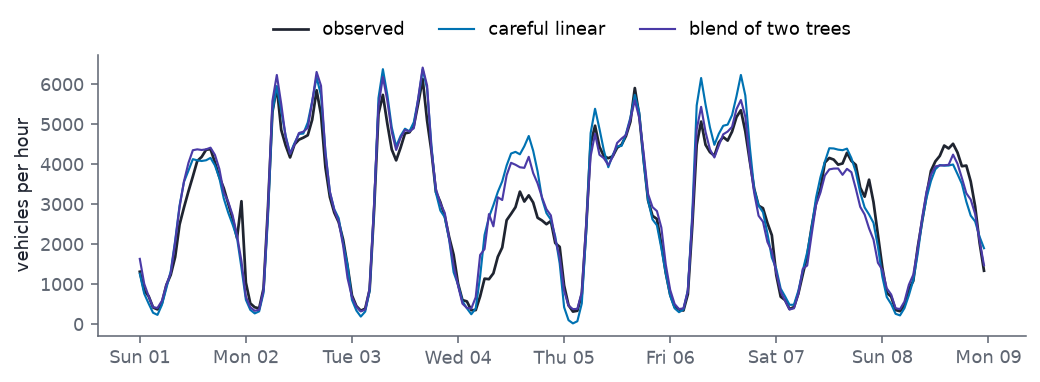 observed careful linear blend of two trees
vehicles per hour
6000
5000
4000
3000
2000
1000
0
Sun 01 Mon 02 Tue 03 Wed 04 Thu 05 Fri 06 Sat 07 Sun 08 Mon 09